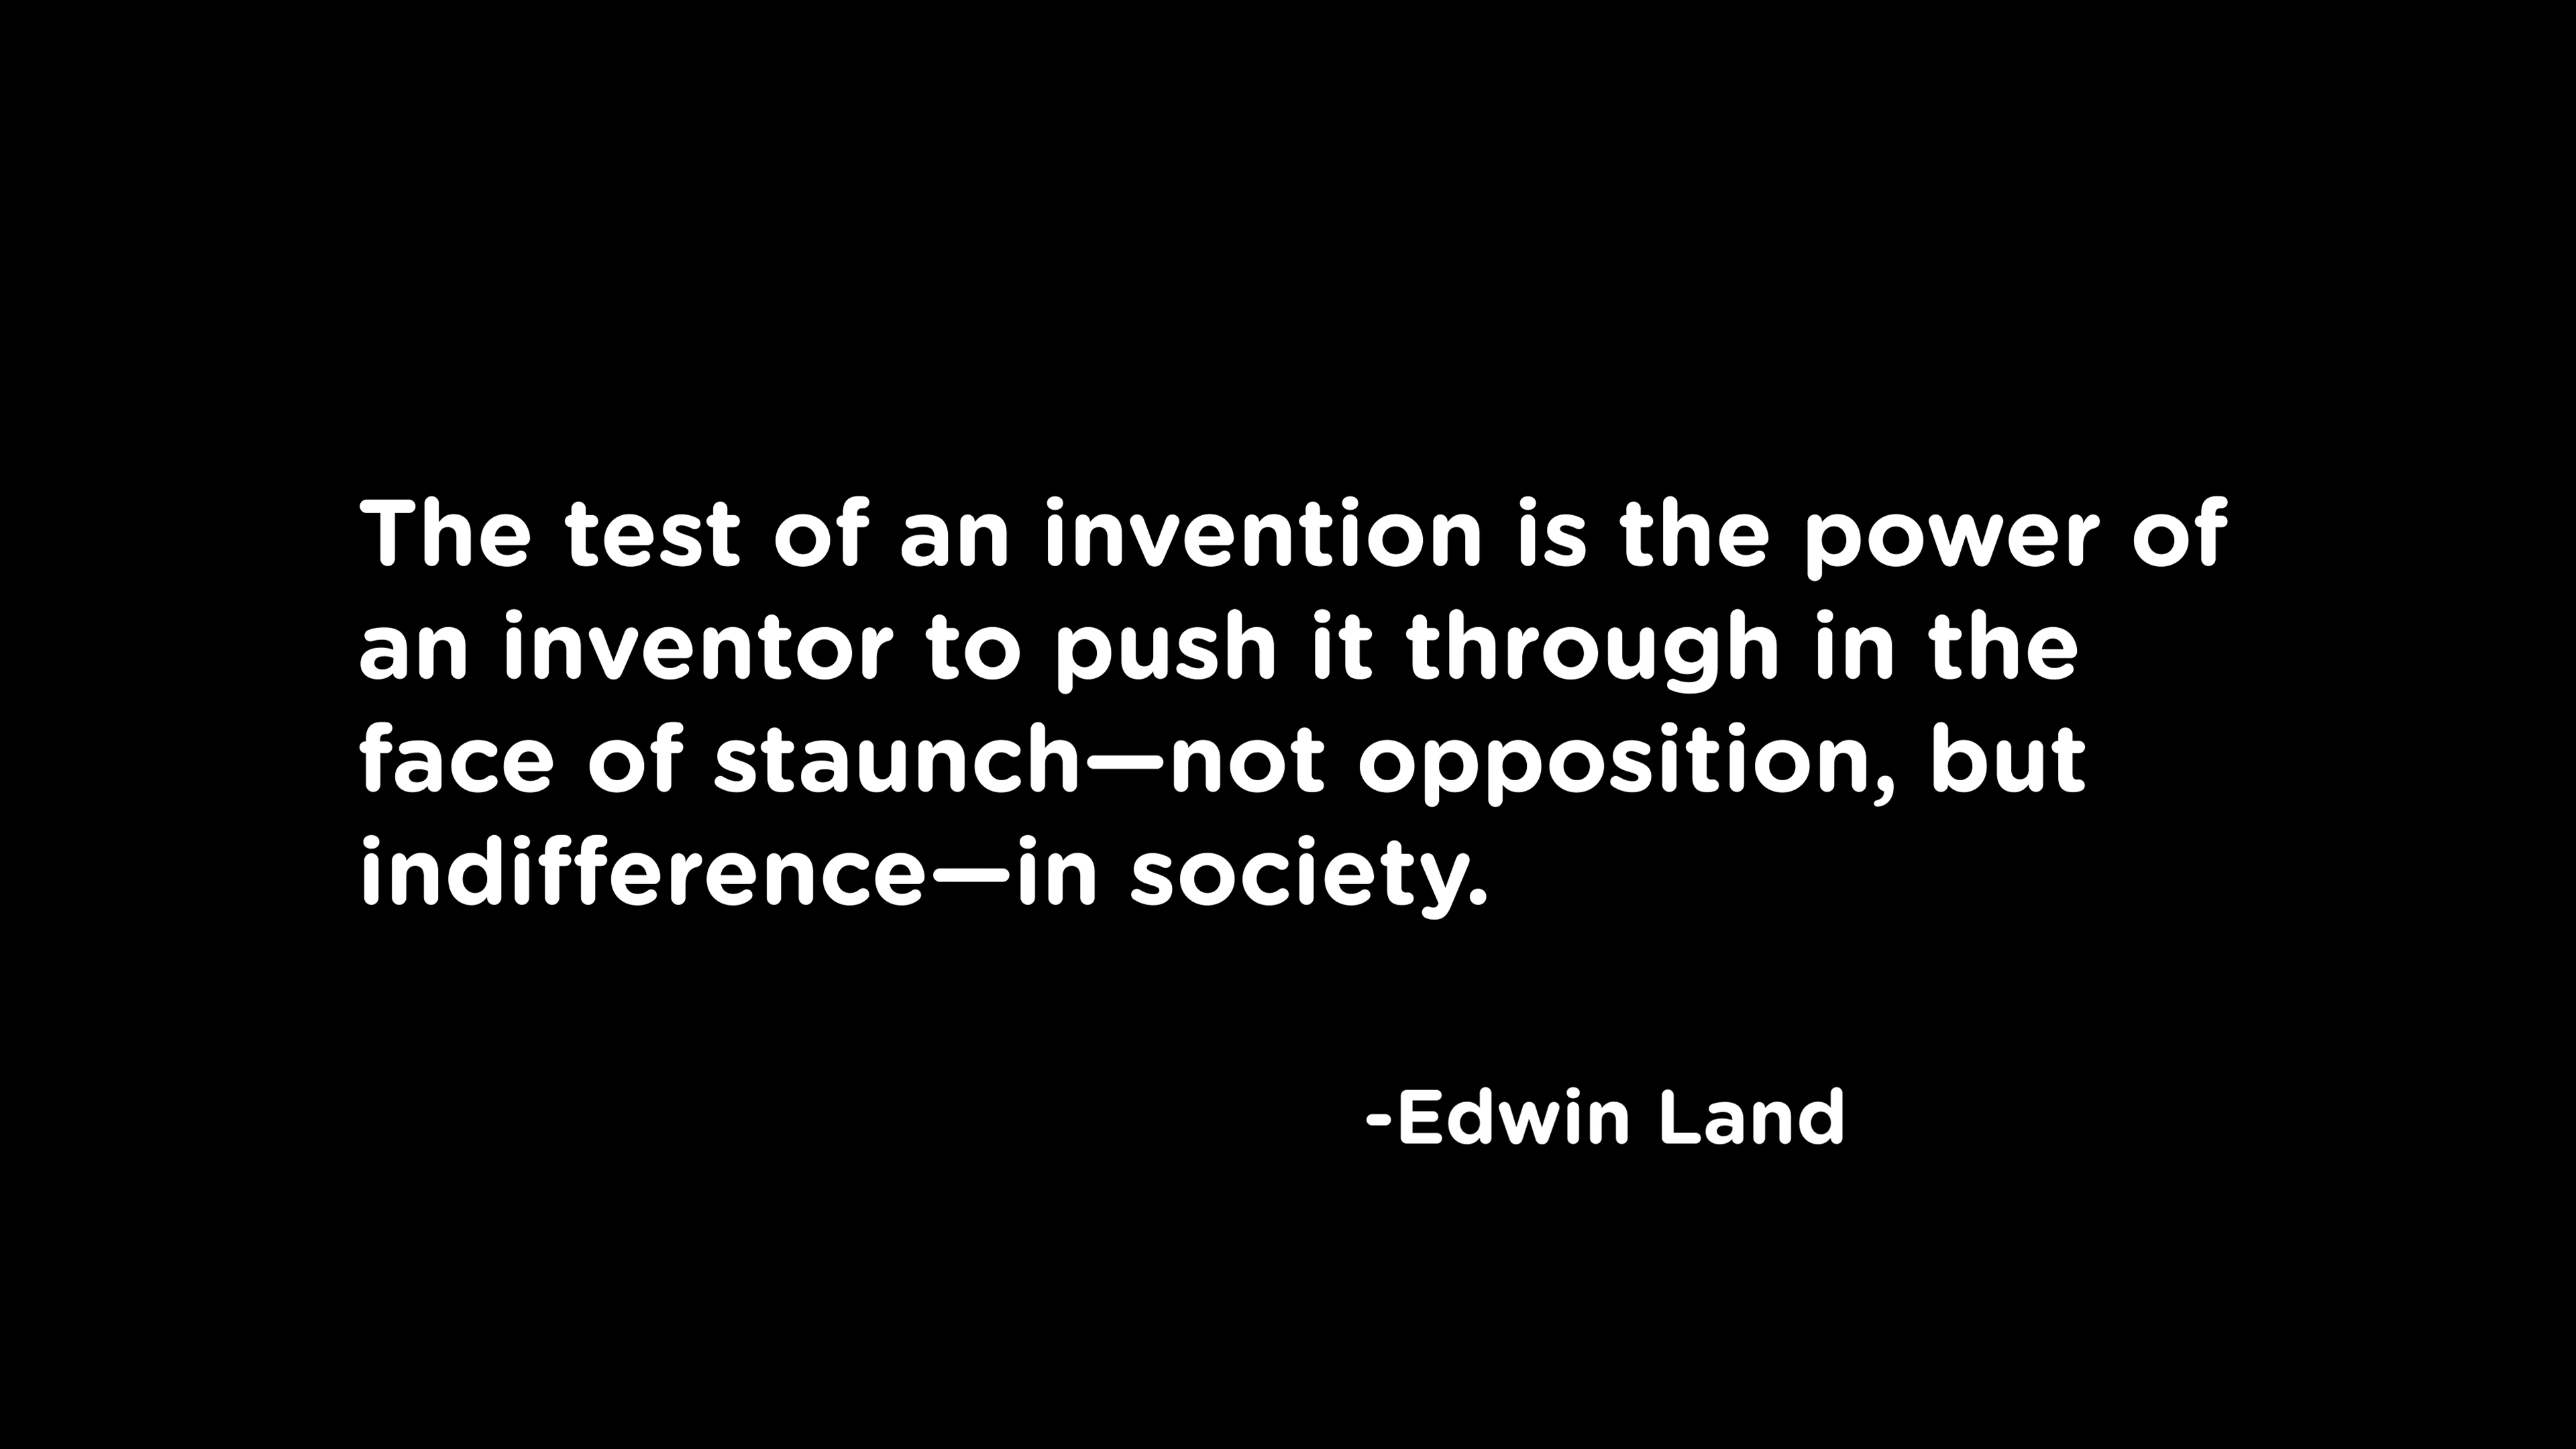 The test of an invention is the power of
an inventor to push it through in the
face of staunch—not opposition, but
indifference—in society.
-Edwin Land